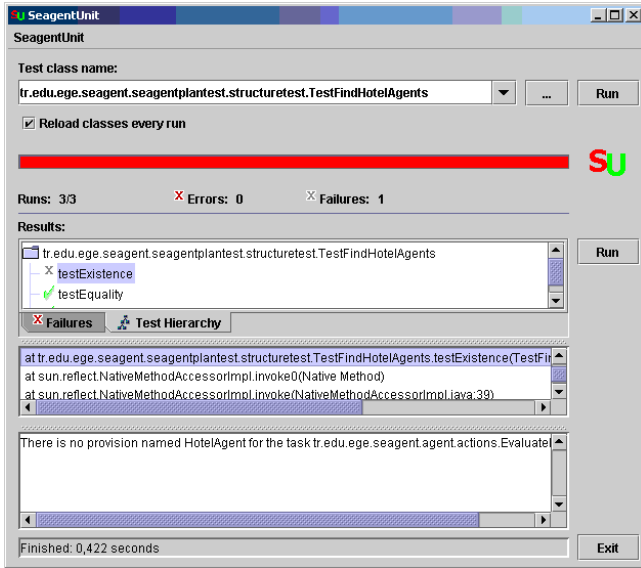 SU SeagentUnit
SeagentUnit
Test class name:
tr.edu.ege.seagent.seagentplantest.structuretest.TestFindHotelAgents
...
Run
Reload classes every run
SU
Runs: 3/3
X Errors: 0
X Failures: 1
Results:
tr.edu.ege.seagent.seagentplantest.structuretest.TestFindHotelAgents
Run
X testExistence
testEquality
X Failures
Test Hierarchy
at tr.edu.ege.seagent.seagentplantest.structuretest.TestFindHotelAgents.testExistence(TestFin
at sun.reflect.NativeMethodAccessorImpl.invoke0(Native Method)
at sun.reflect.NativeMethodAccessorImpl.invoke(NativeMethodAccessorImpl.java:39)
There is no provision named HotelAgent for the task tr.edu.ege.seagent.agent.actions.Evaluate
Finished: 0,422 seconds
Exit